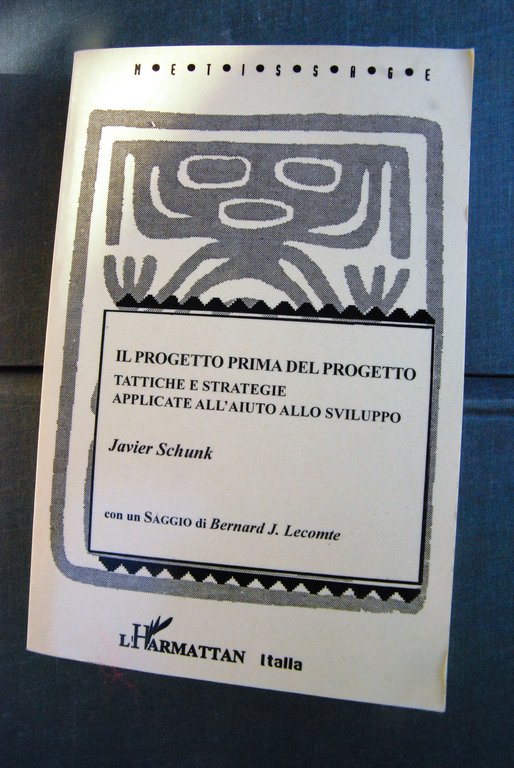 M•E•T•I•S•S•A•G•E
IL PROGETTO PRIMA DEL PROGETTO
TATTICHE E STRATEGIE
APPLICATE ALL'AIUTO ALLO SVILUPPO
Javier Schunk
con un SAGGIO di Bernard J. Lecomte
L'HARMATTAN Italia